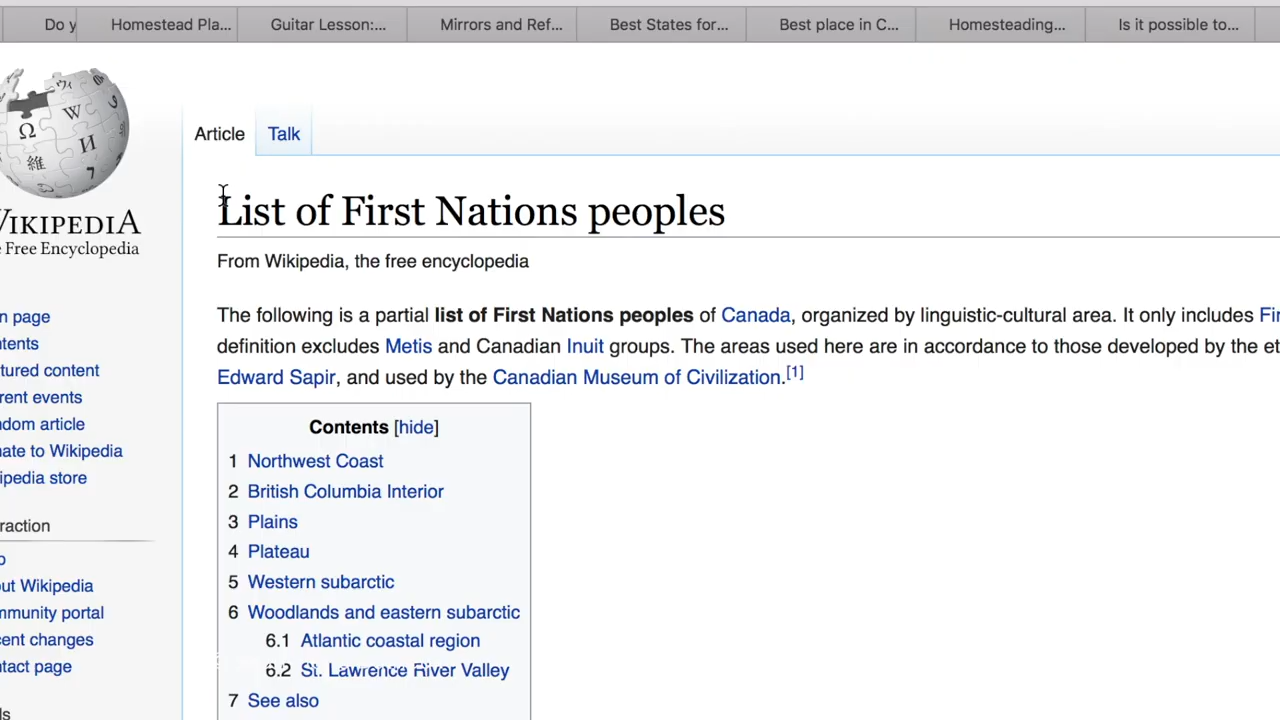 Do y
Homestead Pla...
Guitar Lesson:...
Mirrors and Ref...
Best States for...
Best place in C...
Homesteading...
Is it possible to...
Article
Talk
WIKIPEDIA
e Free Encyclopedia
List of First Nations peoples
From Wikipedia, the free encyclopedia
The following is a partial list of First Nations peoples of Canada, organized by linguistic-cultural area. It only includes Fir
definition excludes Metis and Canadian Inuit groups. The areas used here are in accordance to those developed by the et
Edward Sapir, and used by the Canadian Museum of Civilization.[1]
n page
tents
tured content
rent events
ndom article
nate to Wikipedia
ipedia store
raction
p
out Wikipedia
mmunity portal
cent changes
ntact page
ls
Contents [hide]
1 Northwest Coast
2 British Columbia Interior
3 Plains
4 Plateau
5 Western subarctic
6 Woodlands and eastern subarctic
6.1 Atlantic coastal region
6.2 St. Lawrence River Valley
7 See also